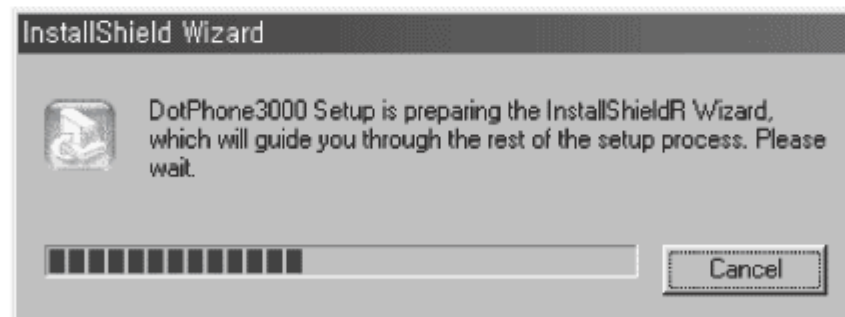 InstallShield Wizard
DotPhone3000 Setup is preparing the InstallShieldR Wizard,
which will guide you through the rest of the setup process. Please
wait.
Cancel